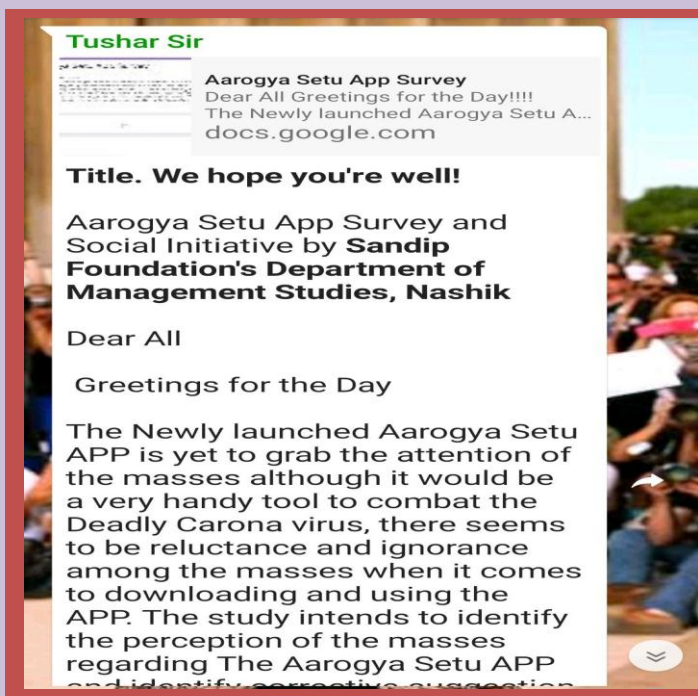 Tushar Sir
Aarogya Setu App Survey
Dear All Greetings for the Day!!!!
The Newly launched Aarogya Setu A...
docs.google.com
Title. We hope you're well!
Aarogya Setu App Survey and
Social Initiative by Sandip
Foundation's Department of
Management Studies, Nashik
Dear All
Greetings for the Day
The Newly launched Aarogya Setu
APP is yet to grab the attention of
the masses although it would be
a very handy tool to combat the
Deadly Carona virus, there seems
to be reluctance and ignorance
among the masses when it comes
to downloading and using the
APP. The study intends to identify
the perception of the masses
regarding The Aarogya Setu APP
and identify corrective suggestion